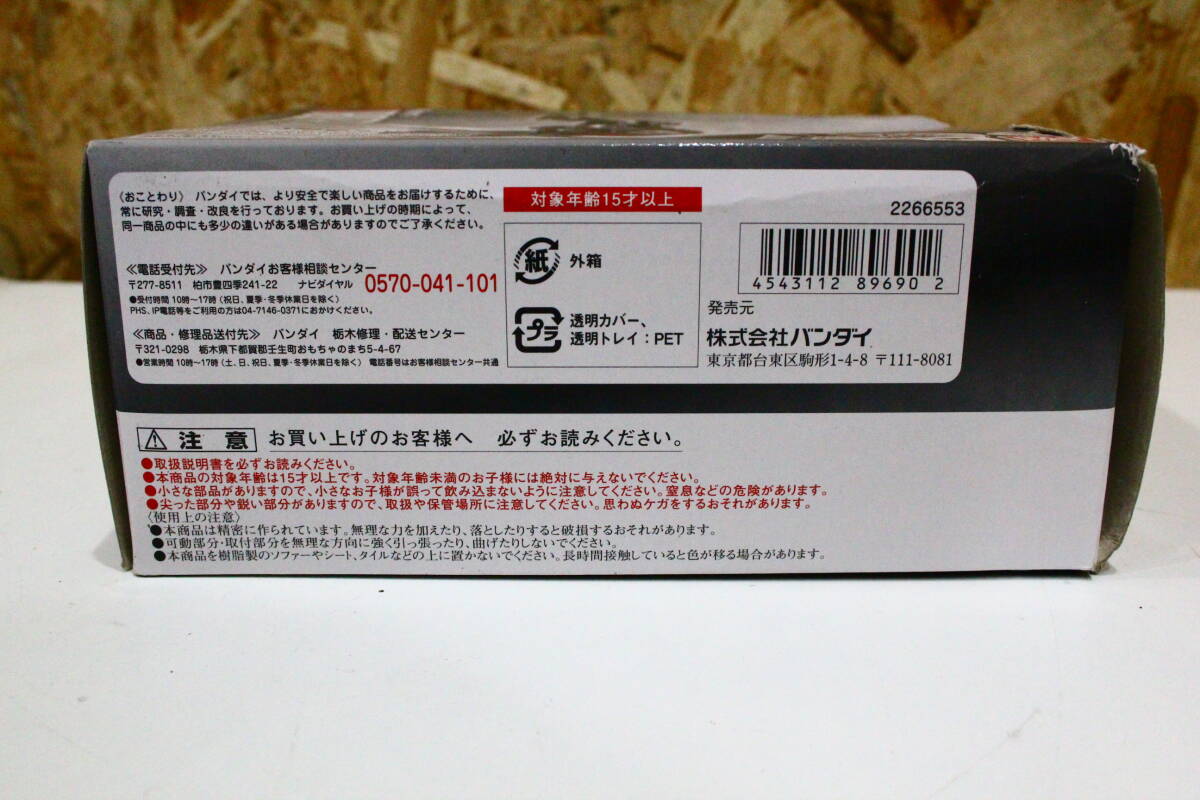 〈おことわり〉 バンダイでは、より安全で楽しい商品をお届けするために、
常に研究・調査・改良を行っております。お買い上げの時期によって、
同一商品の中にも多少の違いがある場合がありますのでご了承ください。
≪電話受付先≫ バンダイお客様相談センター
〒277-8511 柏市豊四季241-22 ナビダイヤル 0570-041-101
●受付時間 10時〜17時(祝日、夏季・冬季休業日を除く)
PHS、IP電話等をご利用の方は04-7146-0371におかけください。
≪商品・修理品送付先≫ バンダイ 栃木修理・配送センター
〒321-0298 栃木県下都賀郡壬生町おもちゃのまち5-4-67
●営業時間 10時〜17時(土、日、祝日、夏季・冬季休業日を除く) 電話番号はお客様相談センター共通
対象年齢15才以上
紙 外箱
プラ 透明カバー、
透明トレイ：PET
2266553
4543112 896902
発売元
株式会社バンダイ
東京都台東区駒形1-4-8 〒111-8081
⚠ 注意 お買い上げのお客様へ 必ずお読みください。
●取扱説明書を必ずお読みください。
●本商品の対象年齢は15才以上です。対象年齢未満のお子様には絶対に与えないでください。
●小さな部品がありますので、小さなお子様が誤って飲み込まないように注意してください。窒息などの危険があります。
●尖った部分や鋭い部分がありますので、取扱や保管場所に注意してください。思わぬケガをするおそれがあります。
〈使用上の注意〉
●本商品は精密に作られています。無理な力を加えたり、落としたりすると破損するおそれがあります。
●可動部分・取付部分を無理な方向に強く引っ張ったり、曲げたりしないでください。
●本商品を樹脂製のソファーやシート、タイルなどの上に置かないでください。長時間接触していると色が移る場合があります。